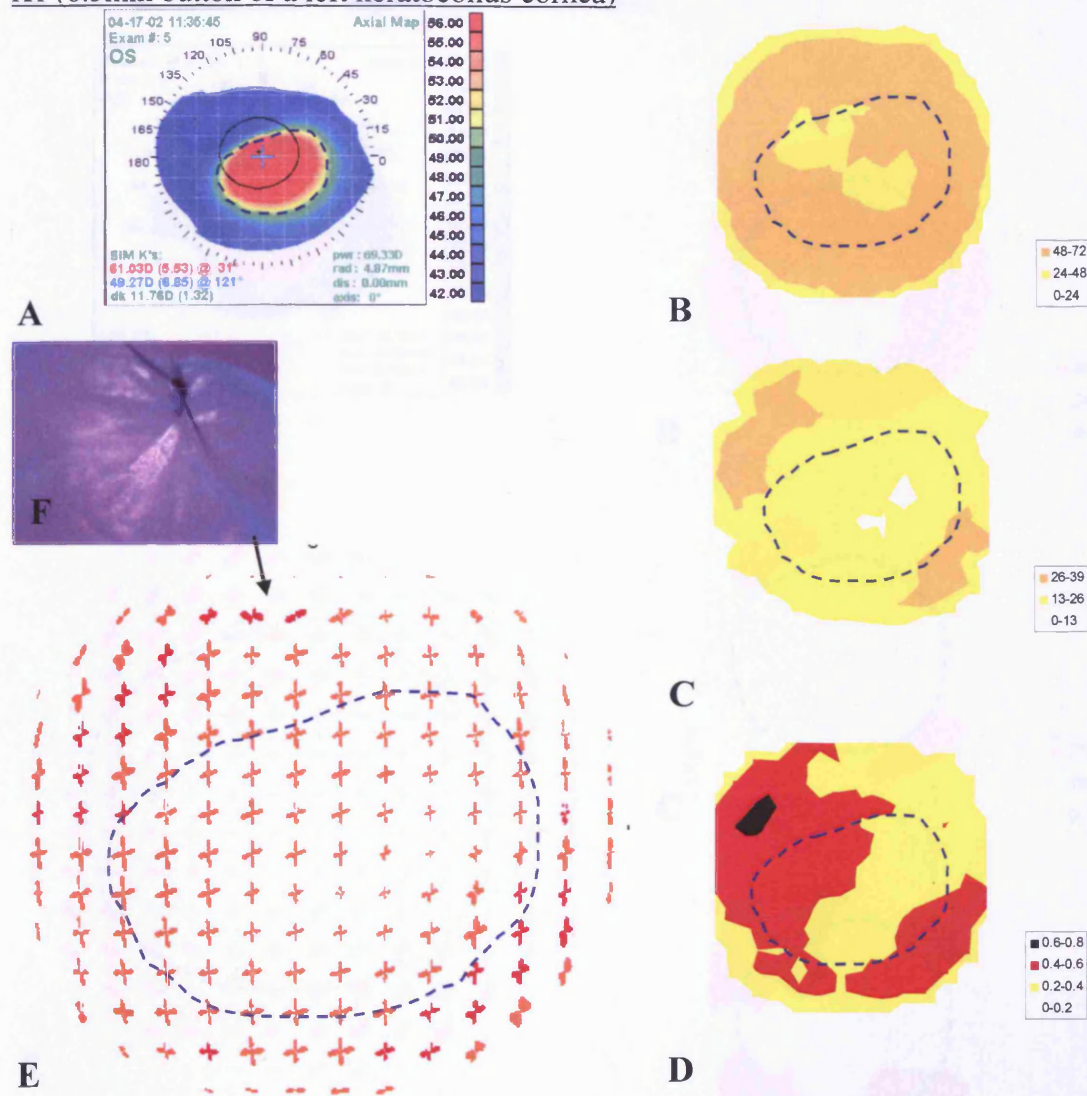 04-17-02 11:35:45
Axial Map
Exam #: 5
OS
90
105
75
120
60
135
45
150
30
165
15
180
0
56.00
55.00
54.00
53.00
52.00
51.00
50.00
49.00
48.00
47.00
46.00
45.00
44.00
43.00
42.00
SIM K's:
61.03D (5.53) @ 31°
49.27D (6.85) @ 121°
dk 11.76D (1.32)
pwr : 69.33D
rad : 4.87mm
dis : 0.00mm
axis: 0°
A
48-72
24-48
0-24
B
F
26-39
13-26
0-13
C
0.6-0.8
0.4-0.6
0.2-0.4
0-0.2
D
E